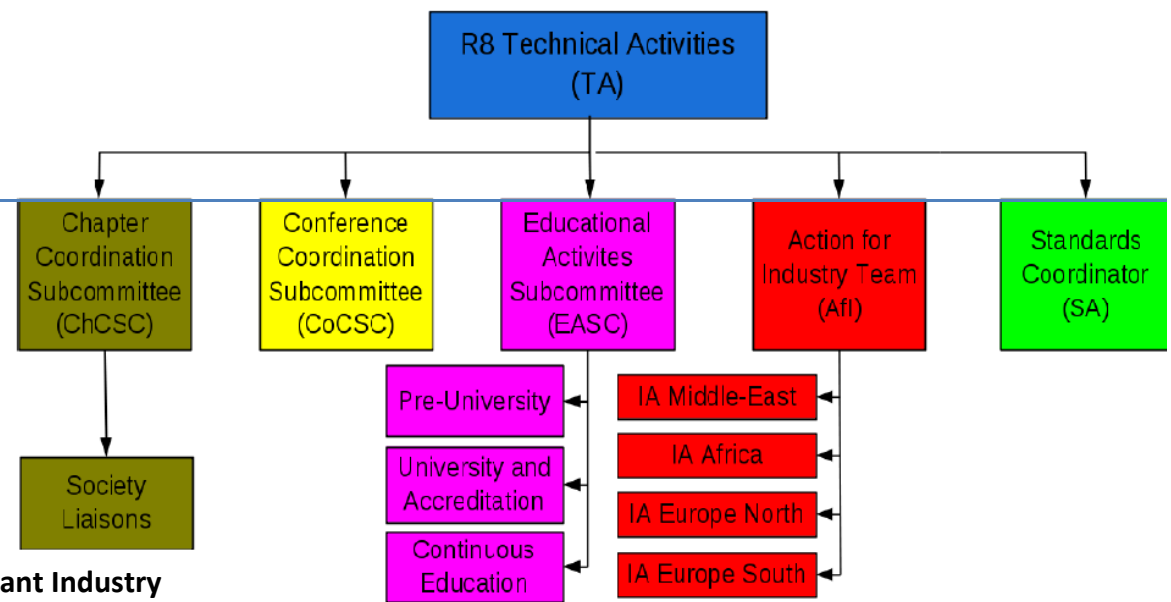 R8 Technical Activities
(TA)
Chapter
Coordination
Subcommittee
(ChCSC)
Conference
Coordination
Subcommittee
(CoCSC)
Educational
Activites
Subcommittee
(EASC)
Action for
Industry Team
(AfI)
Standards
Coordinator
(SA)
Society
Liaisons
Pre-University
University and
Accreditation
Continuous
Education
IA Middle-East
IA Africa
IA Europe North
IA Europe South
ant Industry